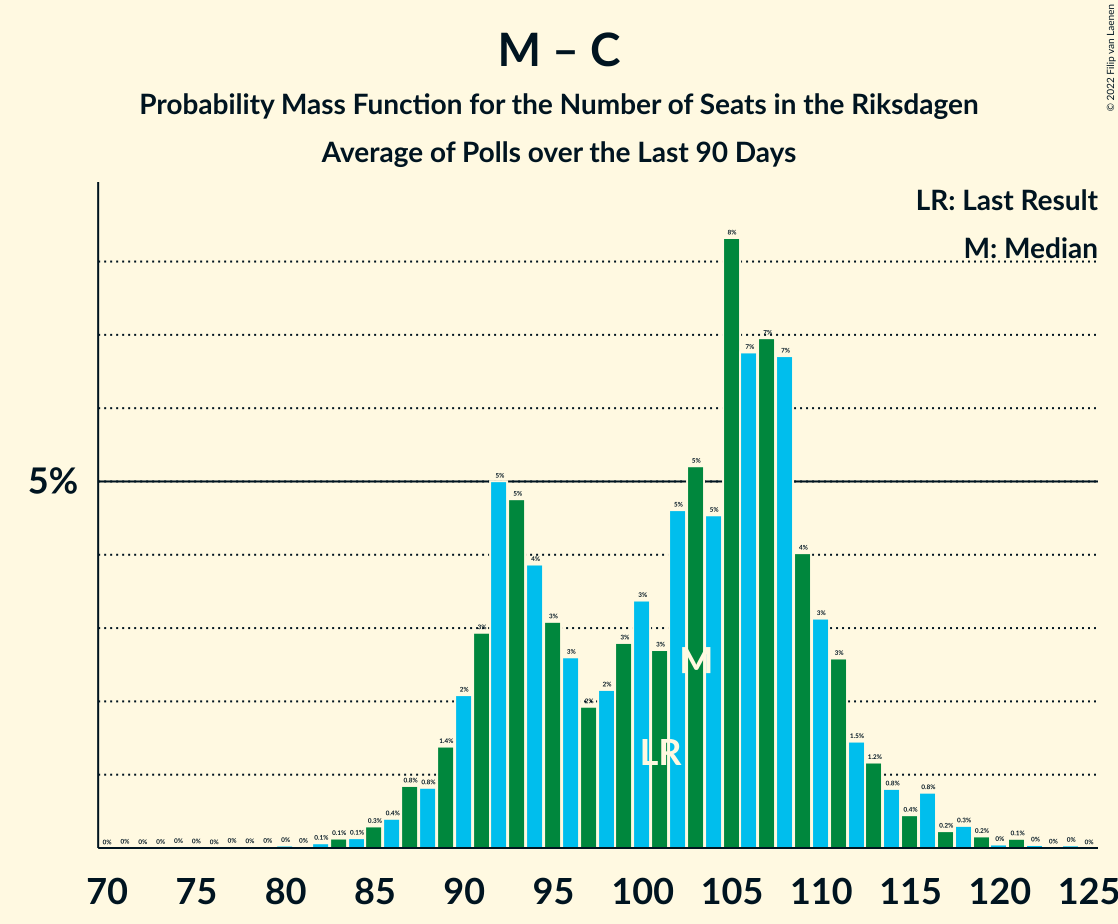 M – C
Probability Mass Function for the Number of Seats in the Riksdagen
Average of Polls over the Last 90 Days
© 2022 Filip van Laenen
LR: Last Result
M: Median
5%
0% 0% 0% 0% 0% 0% 0% 0% 0% 0% 0% 0% 0.1% 0.1% 0.1% 0.3% 0.4% 0.8% 0.8% 1.4% 2% 3% 5% 5% 4% 3% 3% 2% 2% 3% 3% 3% 5% 5% 5% 8% 7% 7% 7% 4% 3% 3% 1.5% 1.2% 0.8% 0.4% 0.8% 0.2% 0.3% 0.2% 0% 0.1% 0% 0% 0% 0%
M
LR
70 75 80 85 90 95 100 105 110 115 120 125